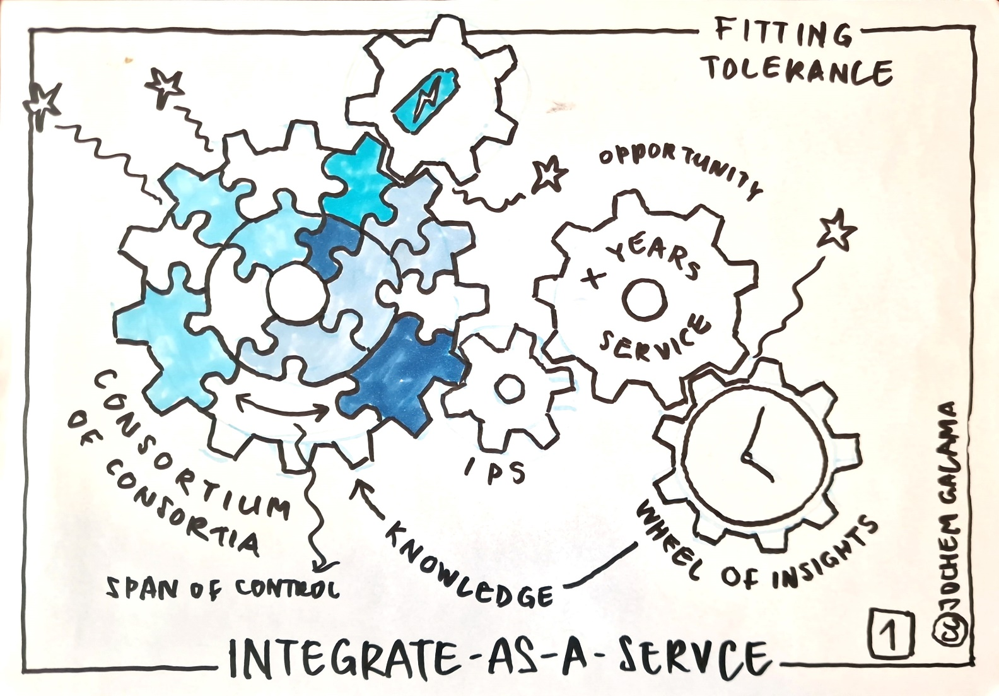 FITTING
TOLERANCE
OPPORTUNITY
X YEARS
SERVICE
CONSORTIUM
OF CONSORTIA
IPS
WHEEL OF INSIGHTS
KNOWLEDGE
SPAN OF CONTROL
INTEGRATE-AS-A-SERVCE
1
cc JOCHEM GALAMA